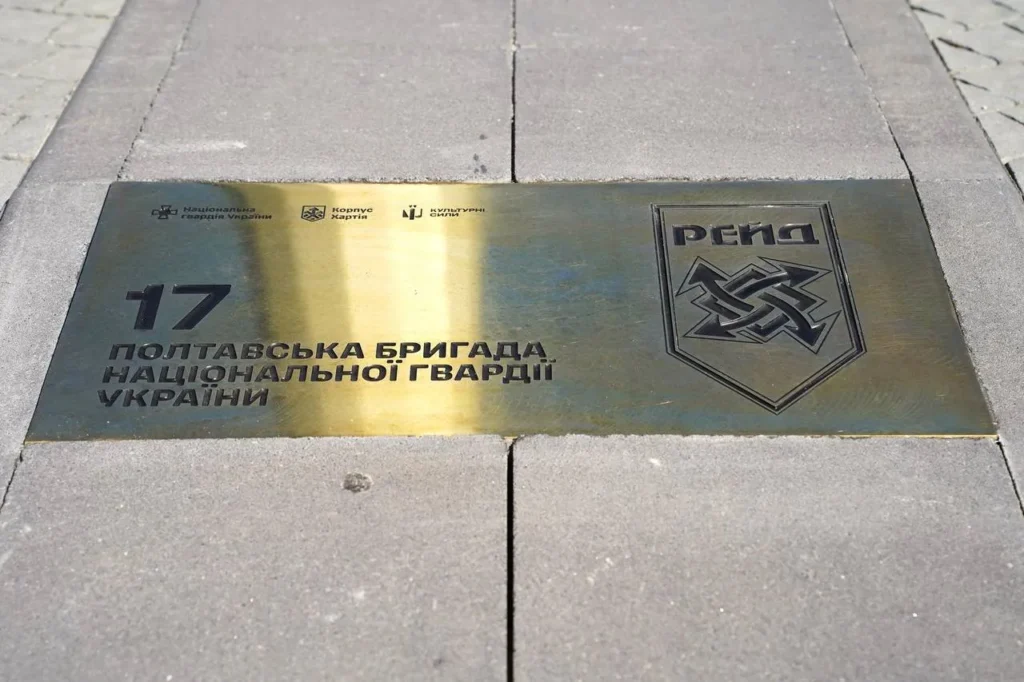 Національна
гвардія України
Корпус
Хартія
КУЛЬТУРНІ
СИЛИ
РЕЙД
17
ПОЛТАВСЬКА БРИГАДА
НАЦІОНАЛЬНОЇ ГВАРДІЇ
УКРАЇНИ